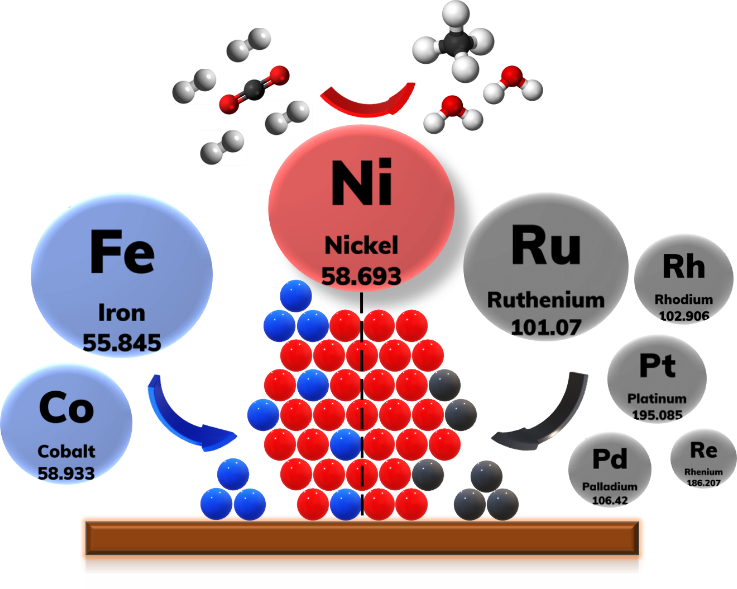 Ni
Nickel
58.693
Fe
Iron
55.845
Co
Cobalt
58.933
Ru
Ruthenium
101.07
Rh
Rhodium
102.906
Pt
Platinum
195.085
Pd
Palladium
106.42
Re
Rhenium
186.207